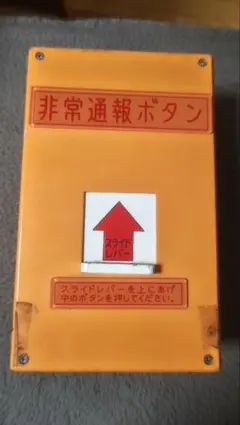 非常通報ボタン
スライド
レバー
スライドレバーを上にあげ
中のボタンを押してください。